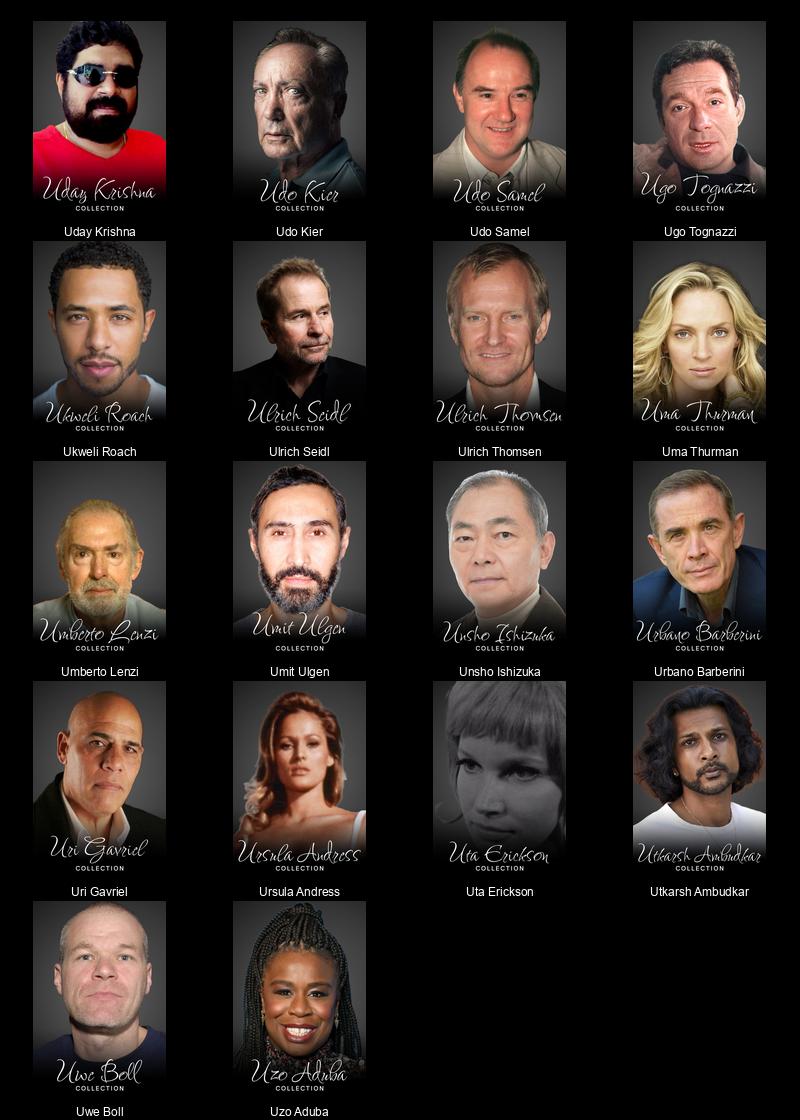 Uday Krishna
COLLECTION
Uday Krishna
Udo Kier
COLLECTION
Udo Kier
Udo Samel
COLLECTION
Udo Samel
Ugo Tognazzi
COLLECTION
Ugo Tognazzi
Ukweli Roach
COLLECTION
Ukweli Roach
Ulrich Seidl
COLLECTION
Ulrich Seidl
Ulrich Thomsen
COLLECTION
Ulrich Thomsen
Uma Thurman
COLLECTION
Uma Thurman
Umberto Lenzi
COLLECTION
Umberto Lenzi
Umit Ulgen
COLLECTION
Umit Ulgen
Unsho Ishizuka
COLLECTION
Unsho Ishizuka
Urbano Barberini
COLLECTION
Urbano Barberini
Uri Gavriel
COLLECTION
Uri Gavriel
Ursula Andress
COLLECTION
Ursula Andress
Uta Erickson
COLLECTION
Uta Erickson
Utkarsh Ambudkar
COLLECTION
Utkarsh Ambudkar
Uwe Boll
COLLECTION
Uwe Boll
Uzo Aduba
COLLECTION
Uzo Aduba